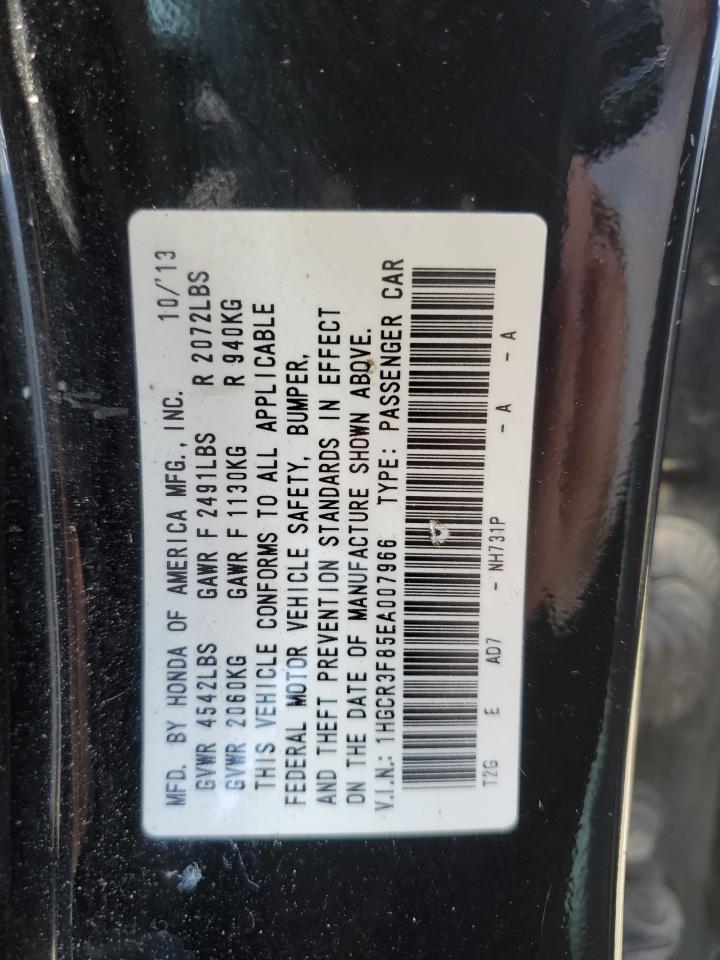 MFD. BY HONDA OF AMERICA MFG., INC. 10/'13
GVWR 4542LBS GAWR F 2491LBS R 2072LBS
GVWR 2060KG GAWR F 1130KG R 940KG
THIS VEHICLE CONFORMS TO ALL APPLICABLE
FEDERAL MOTOR VEHICLE SAFETY, BUMPER,
AND THEFT PREVENTION STANDARDS IN EFFECT
ON THE DATE OF MANUFACTURE SHOWN ABOVE.
V.I.N.: 1HGCR3F85EA007966 TYPE: PASSENGER CAR
T2G E AD7 - NH731P - A - A